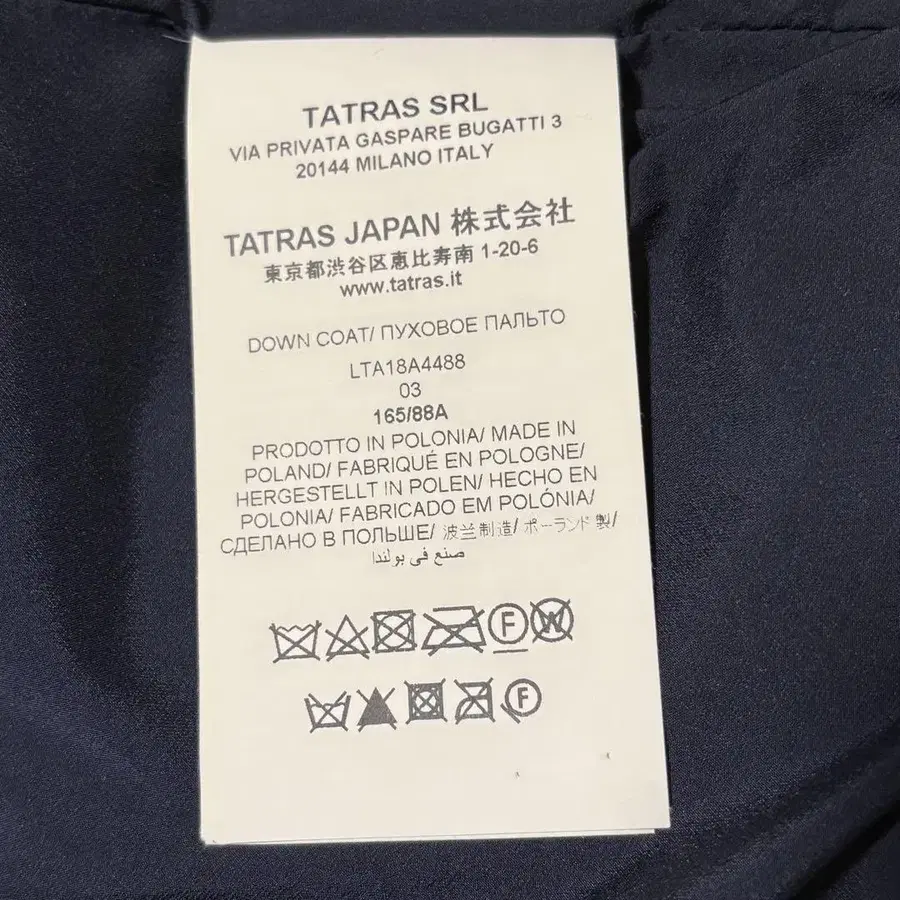 TATRAS SRL
VIA PRIVATA GASPARE BUGATTI 3
20144 MILANO ITALY
TATRAS JAPAN 株式会社
東京都渋谷区恵比寿南 1-20-6
www.tatras.it
DOWN COAT/ ПУХОВОЕ ПАЛЬТО
LTA18A4488
03
165/88A
PRODOTTO IN POLONIA/ MADE IN
POLAND/ FABRIQUÉ EN POLOGNE/
HERGESTELLT IN POLEN/ HECHO EN
POLONIA/ FABRICADO EM POLÓNIA/
СДЕЛАНО В ПОЛЬШЕ/ 波兰制造/ ポーランド製/
صنع في بولندا
F W
F